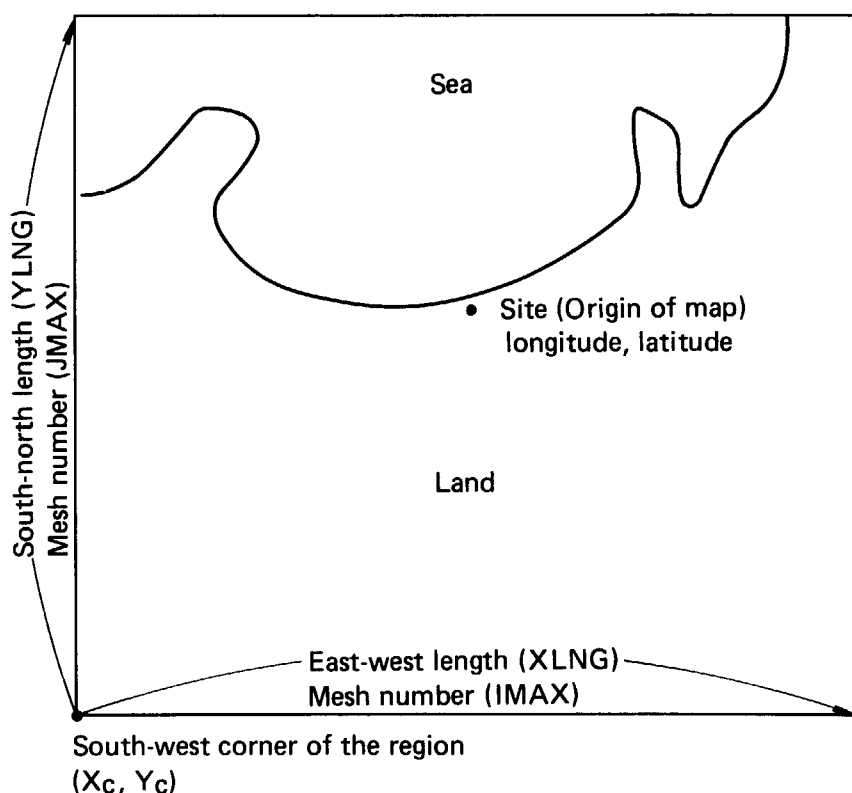 Sea
South-north length (YLNG)
Mesh number (JMAX)
Site (Origin of map)
longitude, latitude
Land
East-west length (XLNG)
Mesh number (IMAX)
South-west corner of the region
(Xc, Yc)